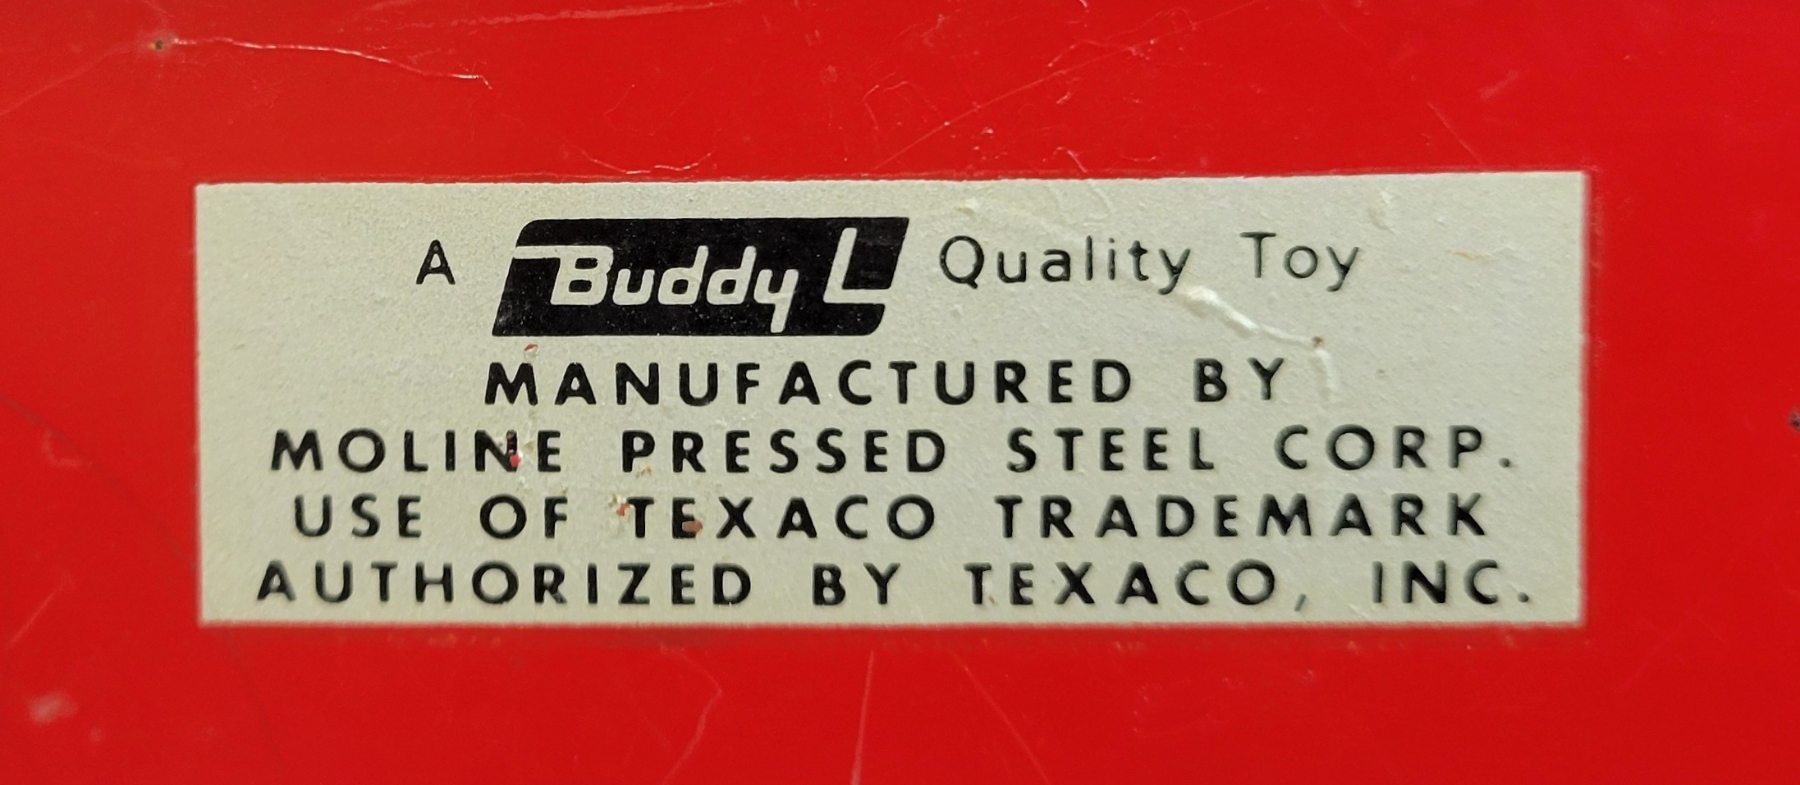 A Buddy L Quality Toy
MANUFACTURED BY
MOLINE PRESSED STEEL CORP.
USE OF TEXACO TRADEMARK
AUTHORIZED BY TEXACO, INC.